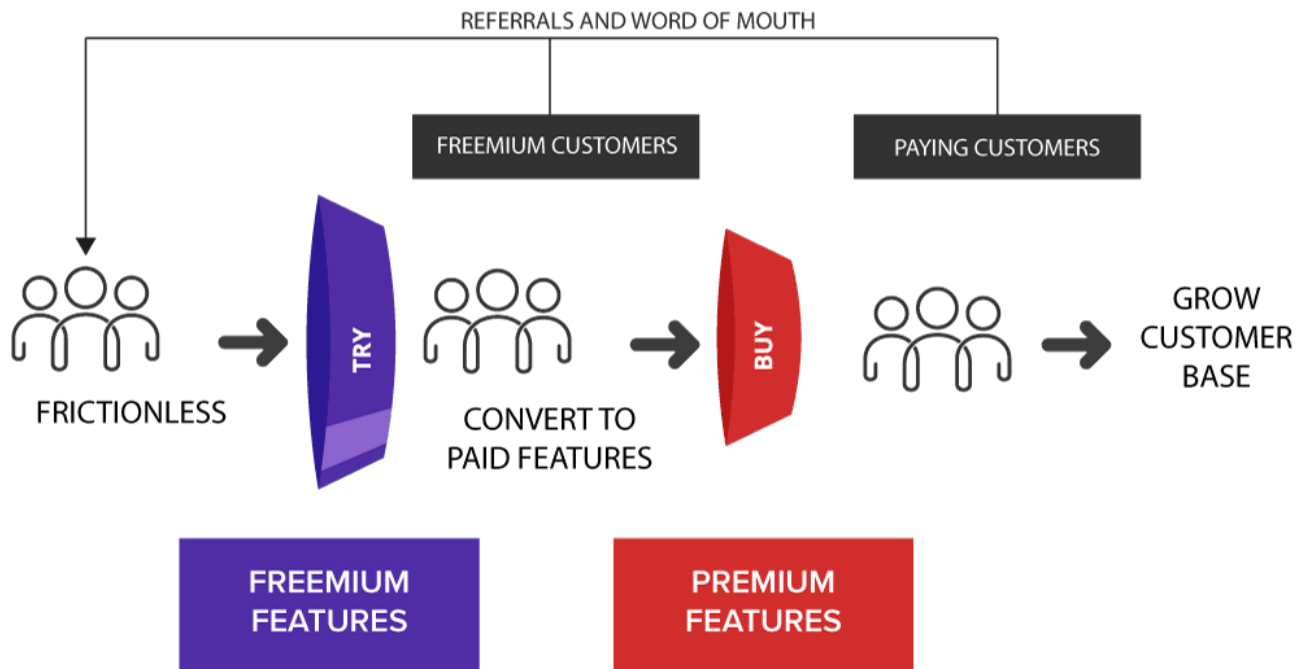 REFERRALS AND WORD OF MOUTH
FREEMIUM CUSTOMERS
PAYING CUSTOMERS
FRICTIONLESS
TRY
CONVERT TO
PAID FEATURES
BUY
GROW
CUSTOMER
BASE
FREEMIUM
FEATURES
PREMIUM
FEATURES